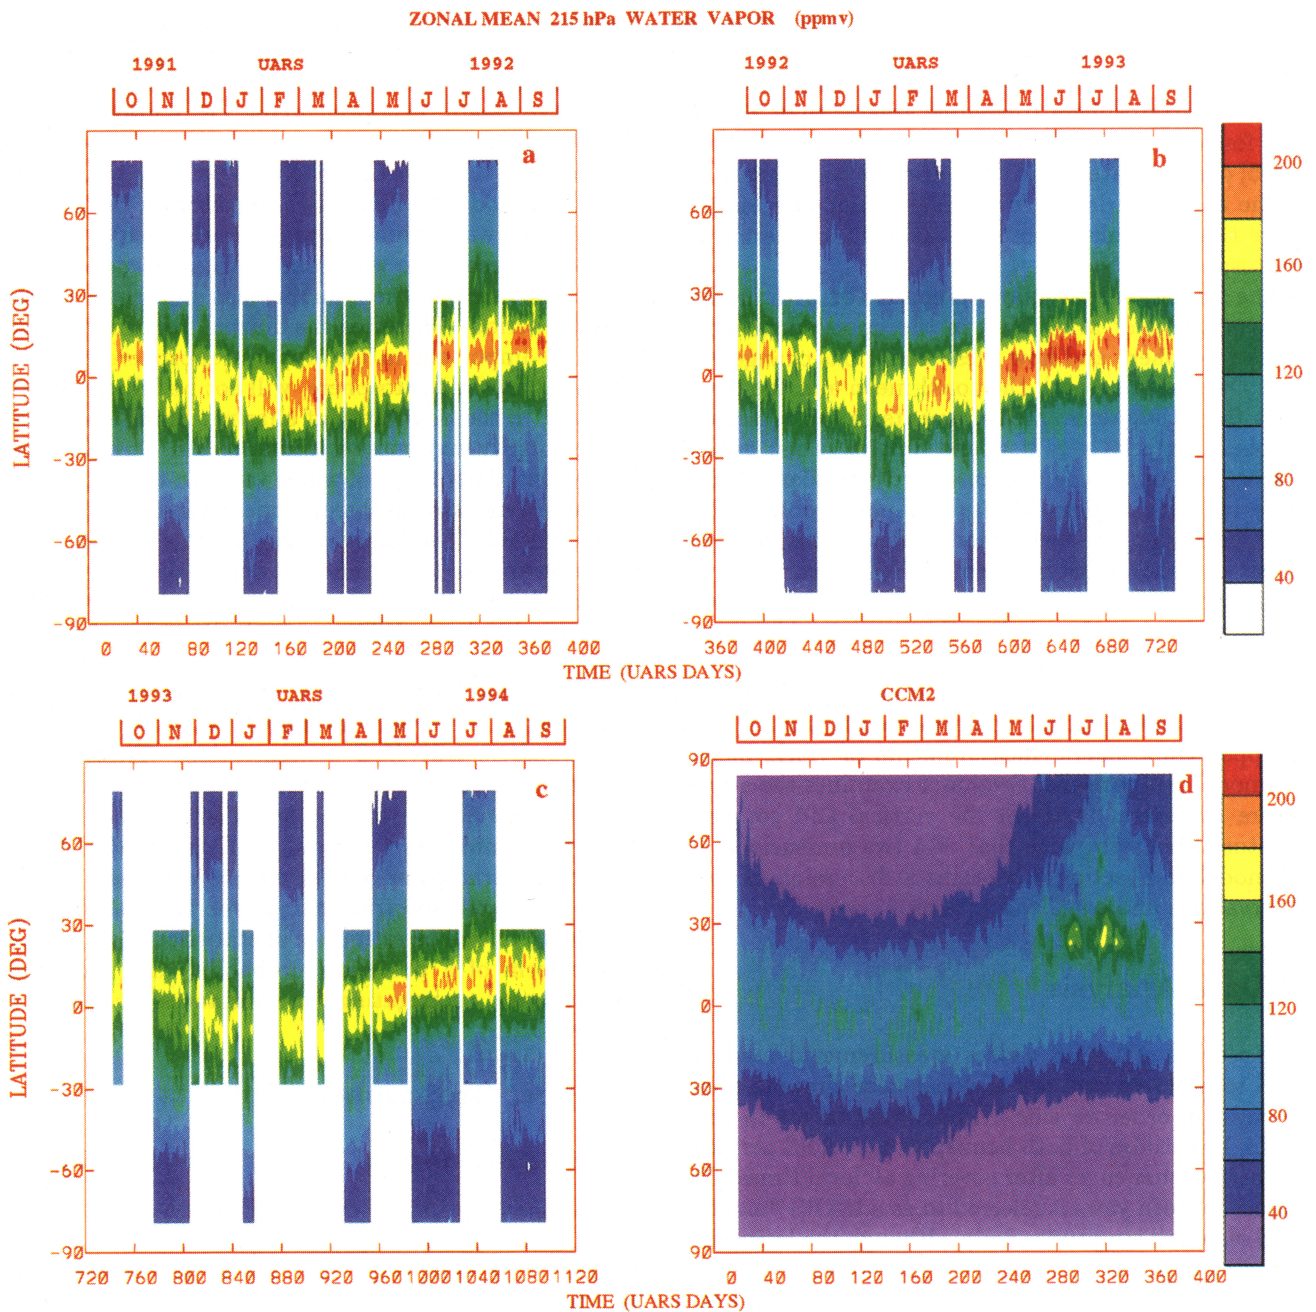 ZONAL MEAN 215 hPa WATER VAPOR (ppmv)
1991 UARS 1992
O N D J F M A M J J A S
1992 UARS 1993
O N D J F M A M J J A S
a
60
30
0
-30
-60
-90
LATITUDE (DEG)
0 40 80 120 160 200 240 280 320 360 400
b
60
30
0
-30
-60
-90
360 400 440 480 520 560 600 640 680 720
200
160
120
80
40
TIME (UARS DAYS)
1993 UARS 1994
O N D J F M A M J J A S
CCM2
O N D J F M A M J J A S
c
60
30
0
-30
-60
-90
LATITUDE (DEG)
720 760 800 840 880 920 960 1000 1040 1080 1120
d
90
60
30
0
30
60
90
0 40 80 120 160 200 240 280 320 360 400
200
160
120
80
40
TIME (UARS DAYS)